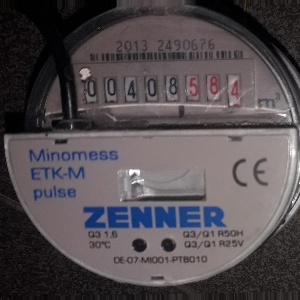 2013 2490676
00408584
m³
Minomess
ETK-M
pulse
CE
ZENNER
Q3 1,6
Q3/Q1 R50H
30°C
Q3/Q1 R25V
DE-07-MI001-PTB010